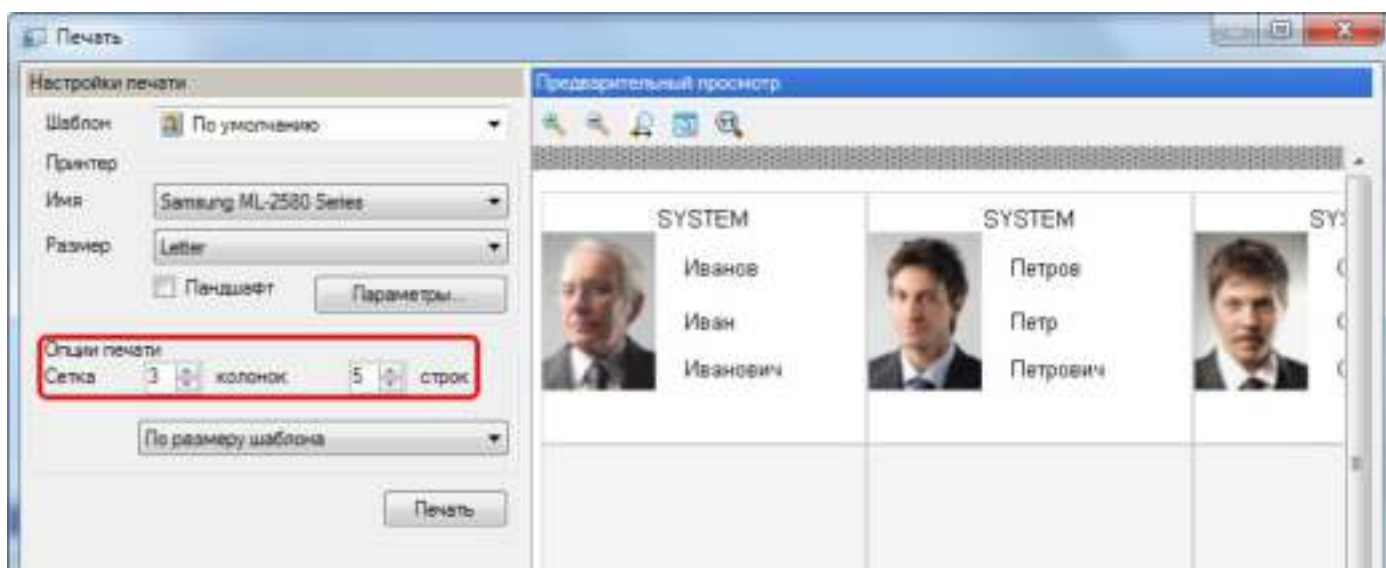 Печать
Настройки печати
Шаблон По умолчанию
Принтер
Имя Samsung ML-2580 Series
Размер Letter
Ландшафт Параметры...
Опции печати
Сетка 3 колонок 5 строк
По размеру шаблона
Печать
Предварительный просмотр
SYSTEM
Иванов
Иван
Иванович
SYSTEM
Петров
Петр
Петрович